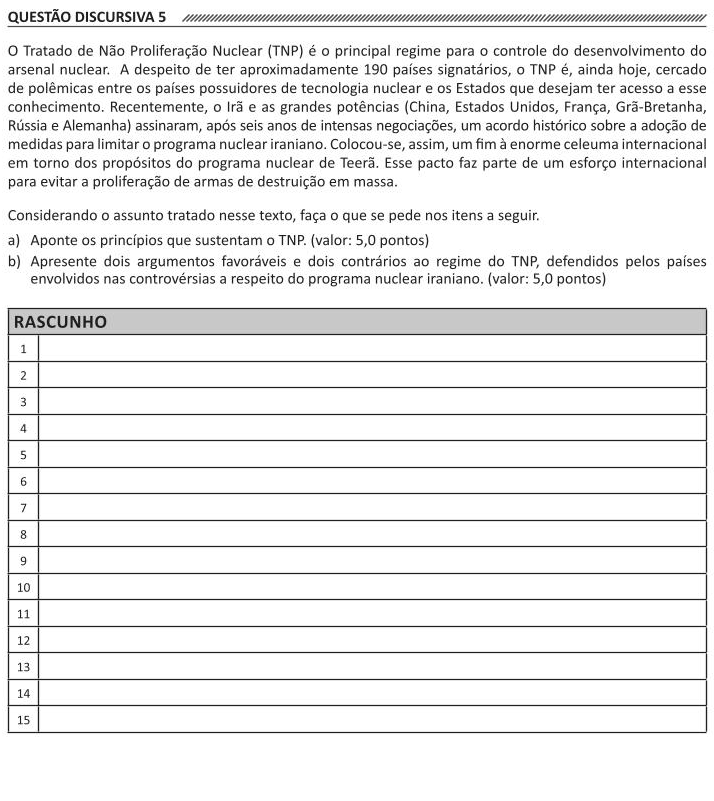 QUESTÃO DISCURSIVA 5
O Tratado de Não Proliferação Nuclear (TNP) é o principal regime para o controle do desenvolvimento do
arsenal nuclear. A despeito de ter aproximadamente 190 países signatários, o TNP é, ainda hoje, cercado
de polêmicas entre os países possuidores de tecnologia nuclear e os Estados que desejam ter acesso a esse
conhecimento. Recentemente, o Irã e as grandes potências (China, Estados Unidos, França, Grã-Bretanha,
Rússia e Alemanha) assinaram, após seis anos de intensas negociações, um acordo histórico sobre a adoção de
medidas para limitar o programa nuclear iraniano. Colocou-se, assim, um fim à enorme celeuma internacional
em torno dos propósitos do programa nuclear de Teerã. Esse pacto faz parte de um esforço internacional
para evitar a proliferação de armas de destruição em massa.
Considerando o assunto tratado nesse texto, faça o que se pede nos itens a seguir.
a) Aponte os princípios que sustentam o TNP. (valor: 5,0 pontos)
b) Apresente dois argumentos favoráveis e dois contrários ao regime do TNP, defendidos pelos países
envolvidos nas controvérsias a respeito do programa nuclear iraniano. (valor: 5,0 pontos)
RASCUNHO
1
2
3
4
5
6
7
8
9
10
11
12
13
14
15